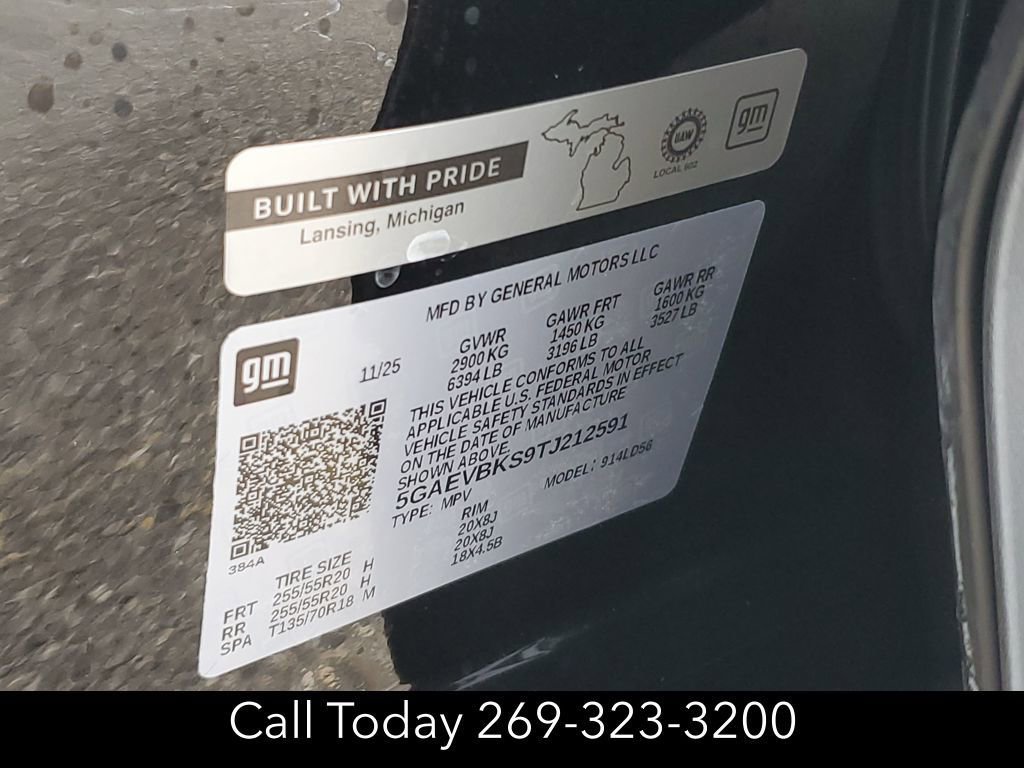 BUILT WITH PRIDE
Lansing, Michigan
UAW
LOCAL 602
gm
MFD BY GENERAL MOTORS LLC
gm
11/25
GVWR GAWR FRT GAWR RR
2900 KG 1450 KG 1600 KG
6394 LB 3196 LB 3527 LB
THIS VEHICLE CONFORMS TO ALL
APPLICABLE U.S. FEDERAL MOTOR
VEHICLE SAFETY STANDARDS IN EFFECT
ON THE DATE OF MANUFACTURE
SHOWN ABOVE.
5GAEVBKS9TJ212591
TYPE: MPV MODEL: 914LD56
384A
TIRE SIZE RIM
FRT 255/55R20 H 20X8J
RR 255/55R20 H 20X8J
SPA T135/70R18 M 18X4.5B
Call Today 269-323-3200